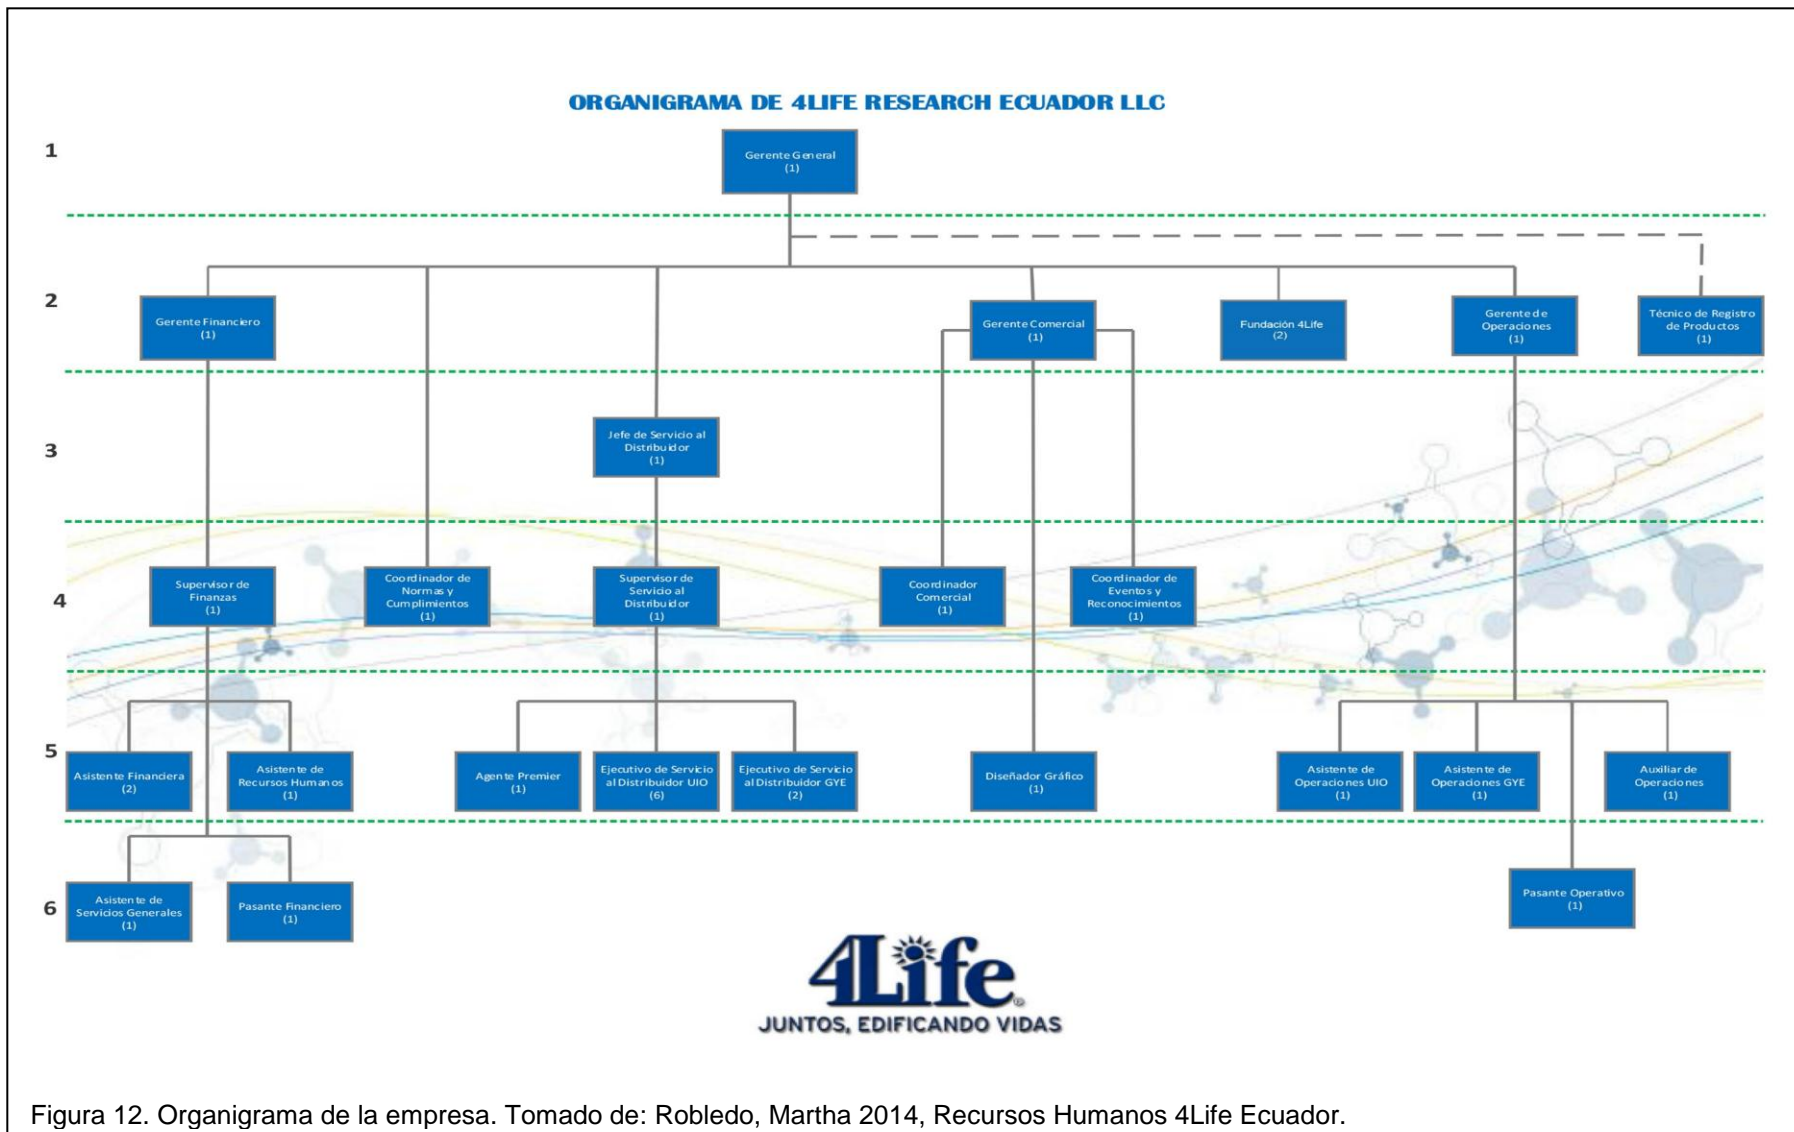 ORGANIGRAMA DE 4LIFE RESEARCH ECUADOR LLC
1
Gerente General
(1)
2
Gerente Financiero
(1)
Gerente Comercial
(1)
Fundación 4Life
(2)
Gerente de
Operaciones
(1)
Técnico de Registro
de Productos
(1)
3
Jefe de Servicio al
Distribuidor
(1)
4
Supervisor de
Finanzas
(1)
Coordinador de
Normas y
Cumplimientos
(1)
Supervisor de
Servicio al
Distribuidor
(1)
Coordinador
Comercial
(1)
Coordinador de
Eventos y
Reconocimientos
(1)
5
Asistente Financiera
(2)
Asistente de
Recursos Humanos
(1)
Agente Premier
(1)
Ejecutivo de Servicio
al Distribuidor UIO
(6)
Ejecutivo de Servicio
al Distribuidor GYE
(2)
Diseñador Gráfico
(1)
Asistente de
Operaciones UIO
(1)
Asistente de
Operaciones GYE
(1)
Auxiliar de
Operaciones
(1)
6
Asistente de
Servicios Generales
(1)
Pasante Financiero
(1)
Pasante Operativo
(1)
4Life®
JUNTOS, EDIFICANDO VIDAS
Figura 12. Organigrama de la empresa. Tomado de: Robledo, Martha 2014, Recursos Humanos 4Life Ecuador.